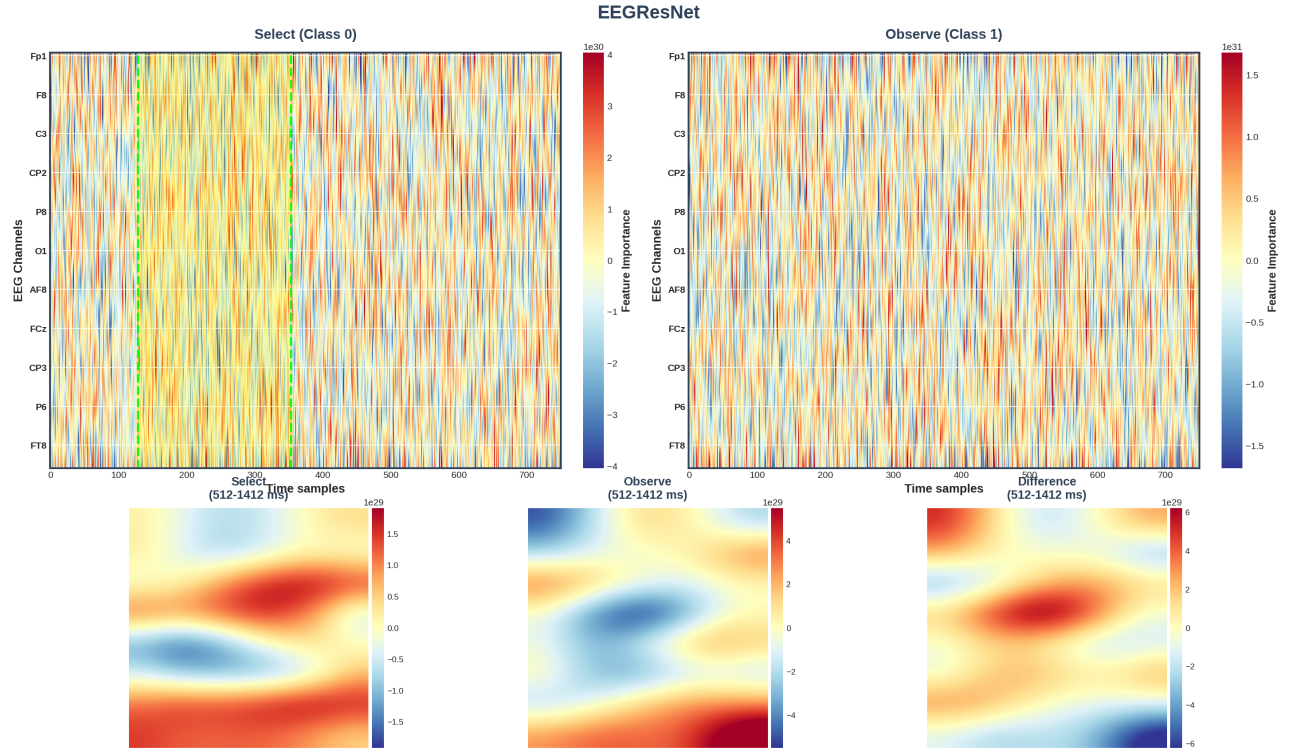 EEGResNet
Select (Class 0)
1e30
Fp1
F8
C3
CP2
P8
O1
AF8
FCz
CP3
P6
FT8
EEG Channels
0 100 200 300 400 500 600 700
Time samples
4
3
2
1
0
−1
−2
−3
−4
Feature Importance
Observe (Class 1)
1e31
Fp1
F8
C3
CP2
P8
O1
AF8
FCz
CP3
P6
FT8
EEG Channels
0 100 200 300 400 500 600 700
Time samples
1.5
1.0
0.5
0.0
−0.5
−1.0
−1.5
Feature Importance
Select
(512-1412 ms)
1e29
1.5
1.0
0.5
0.0
−0.5
−1.0
−1.5
Observe
(512-1412 ms)
1e29
4
2
0
−2
−4
Difference
(512-1412 ms)
1e29
6
4
2
0
−2
−4
−6